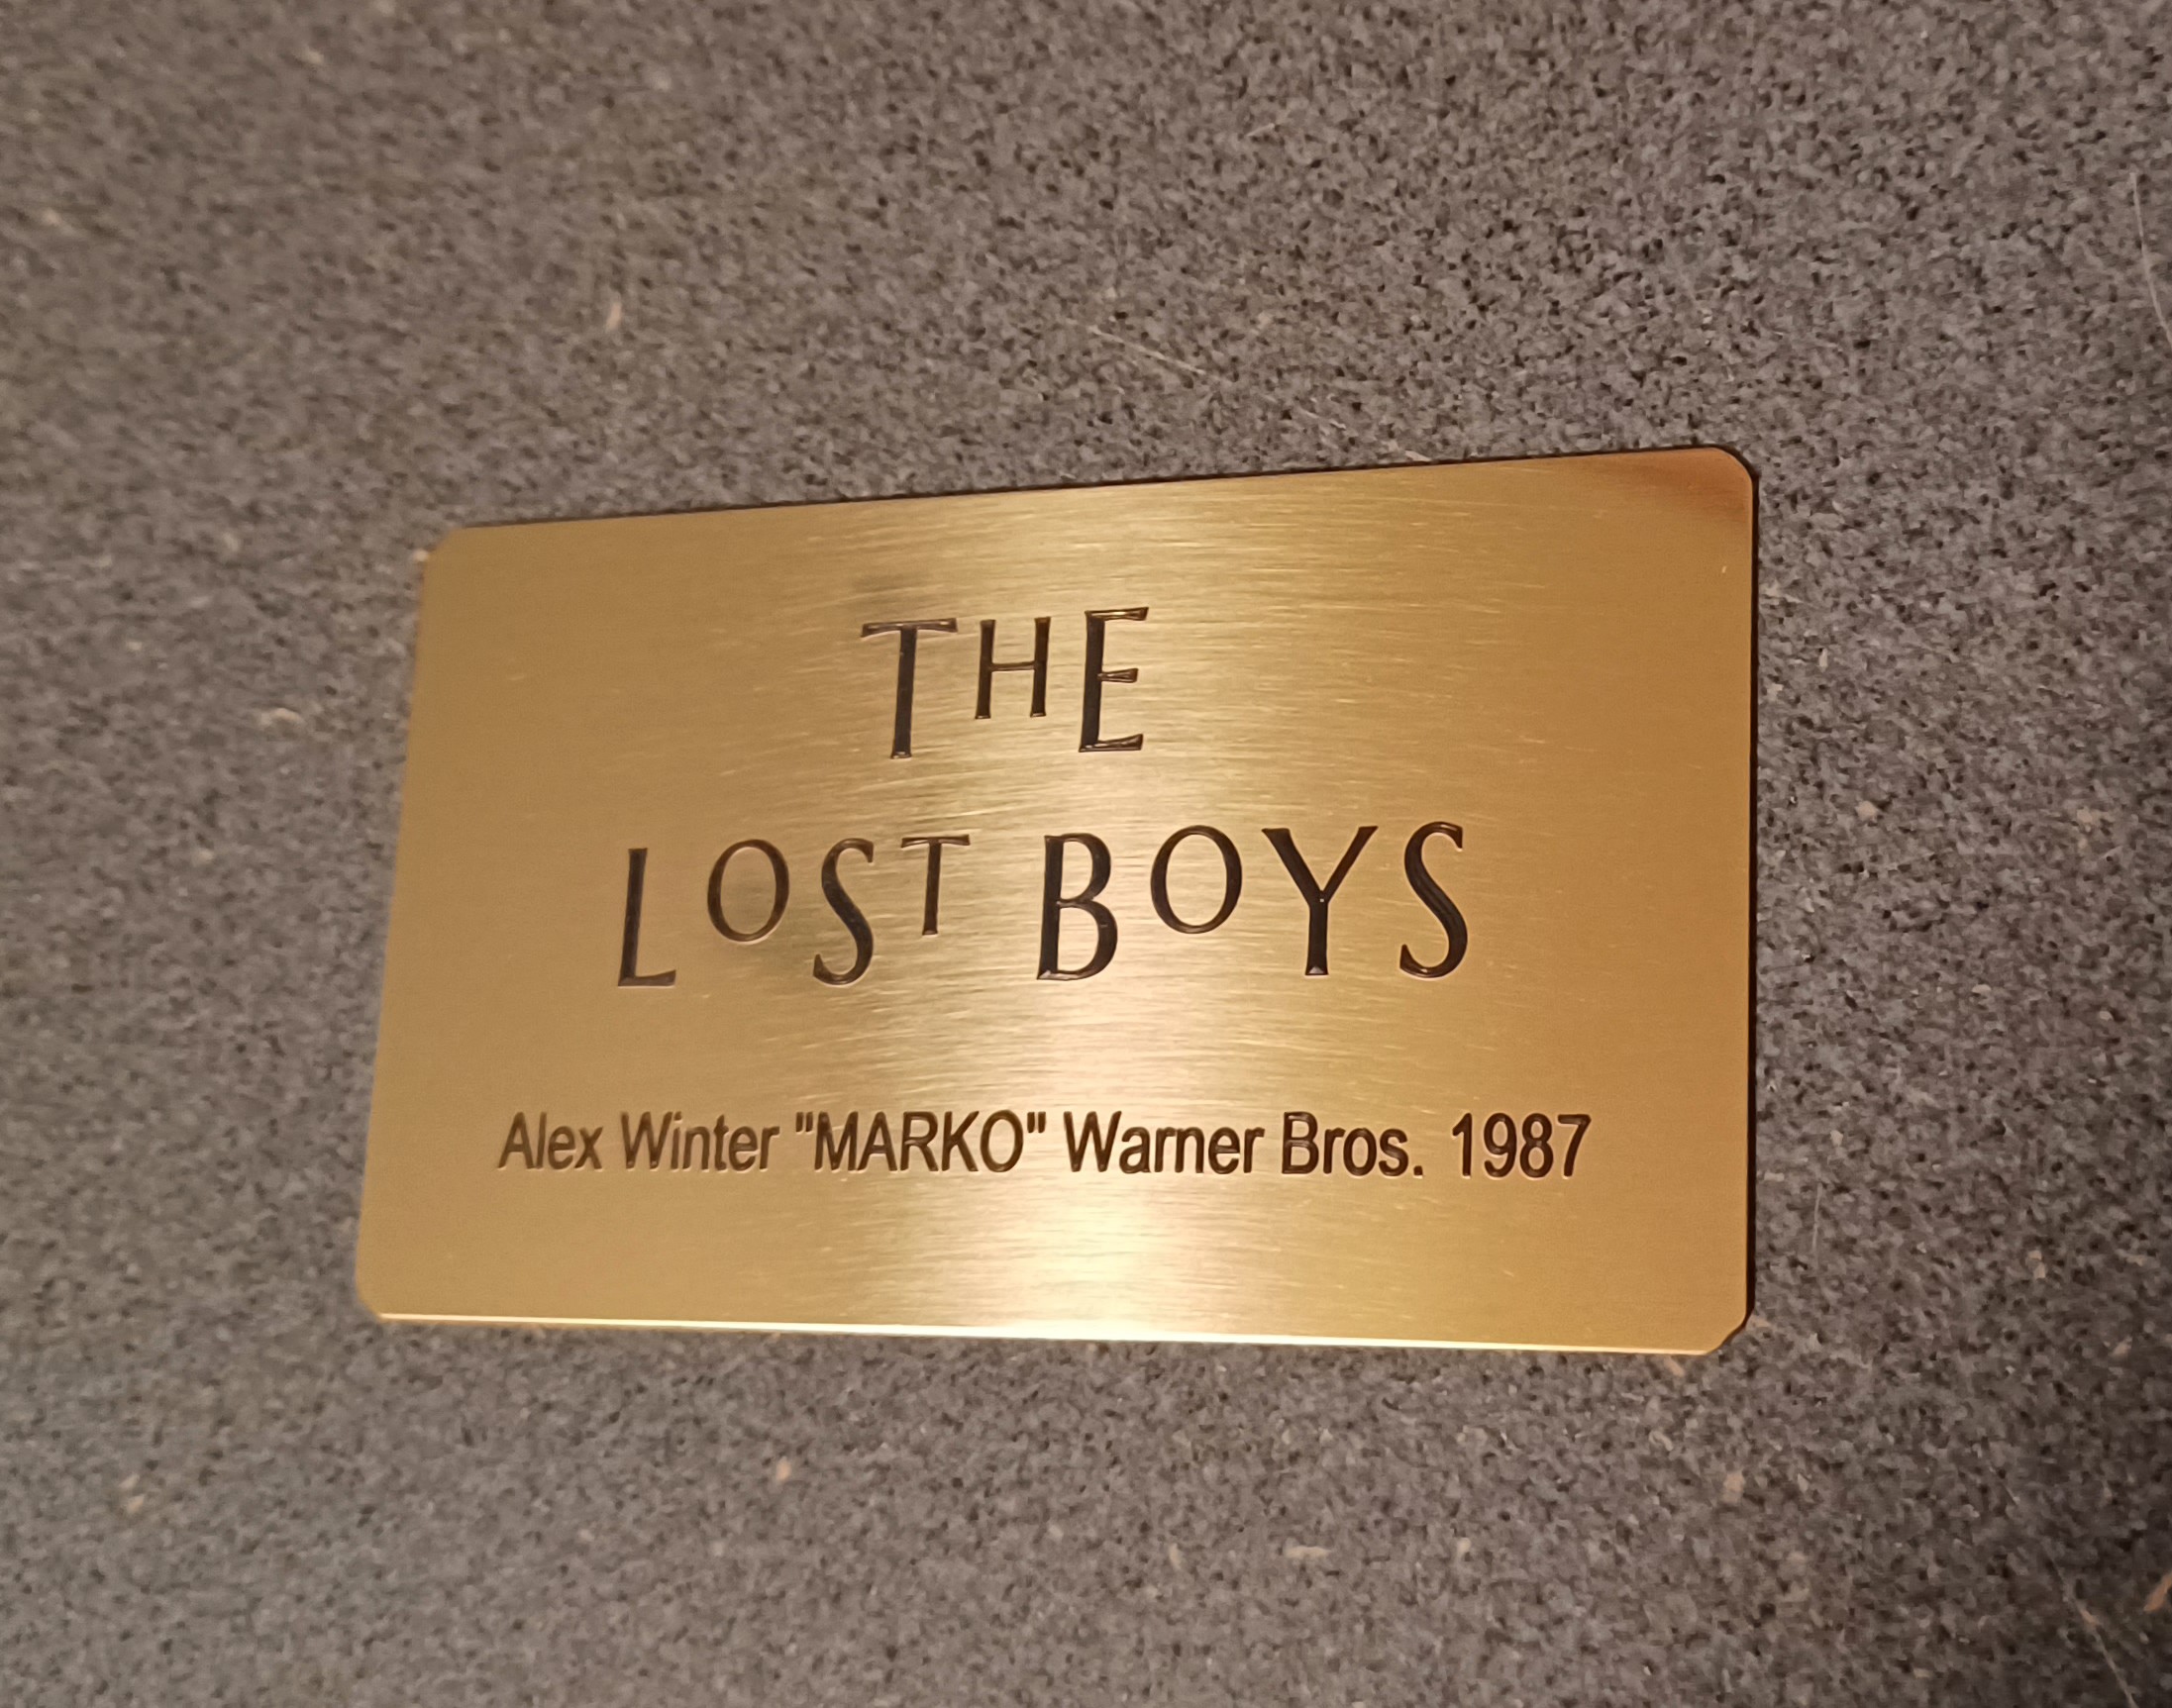 THE
LOST BOYS
Alex Winter "MARKO" Warner Bros. 1987